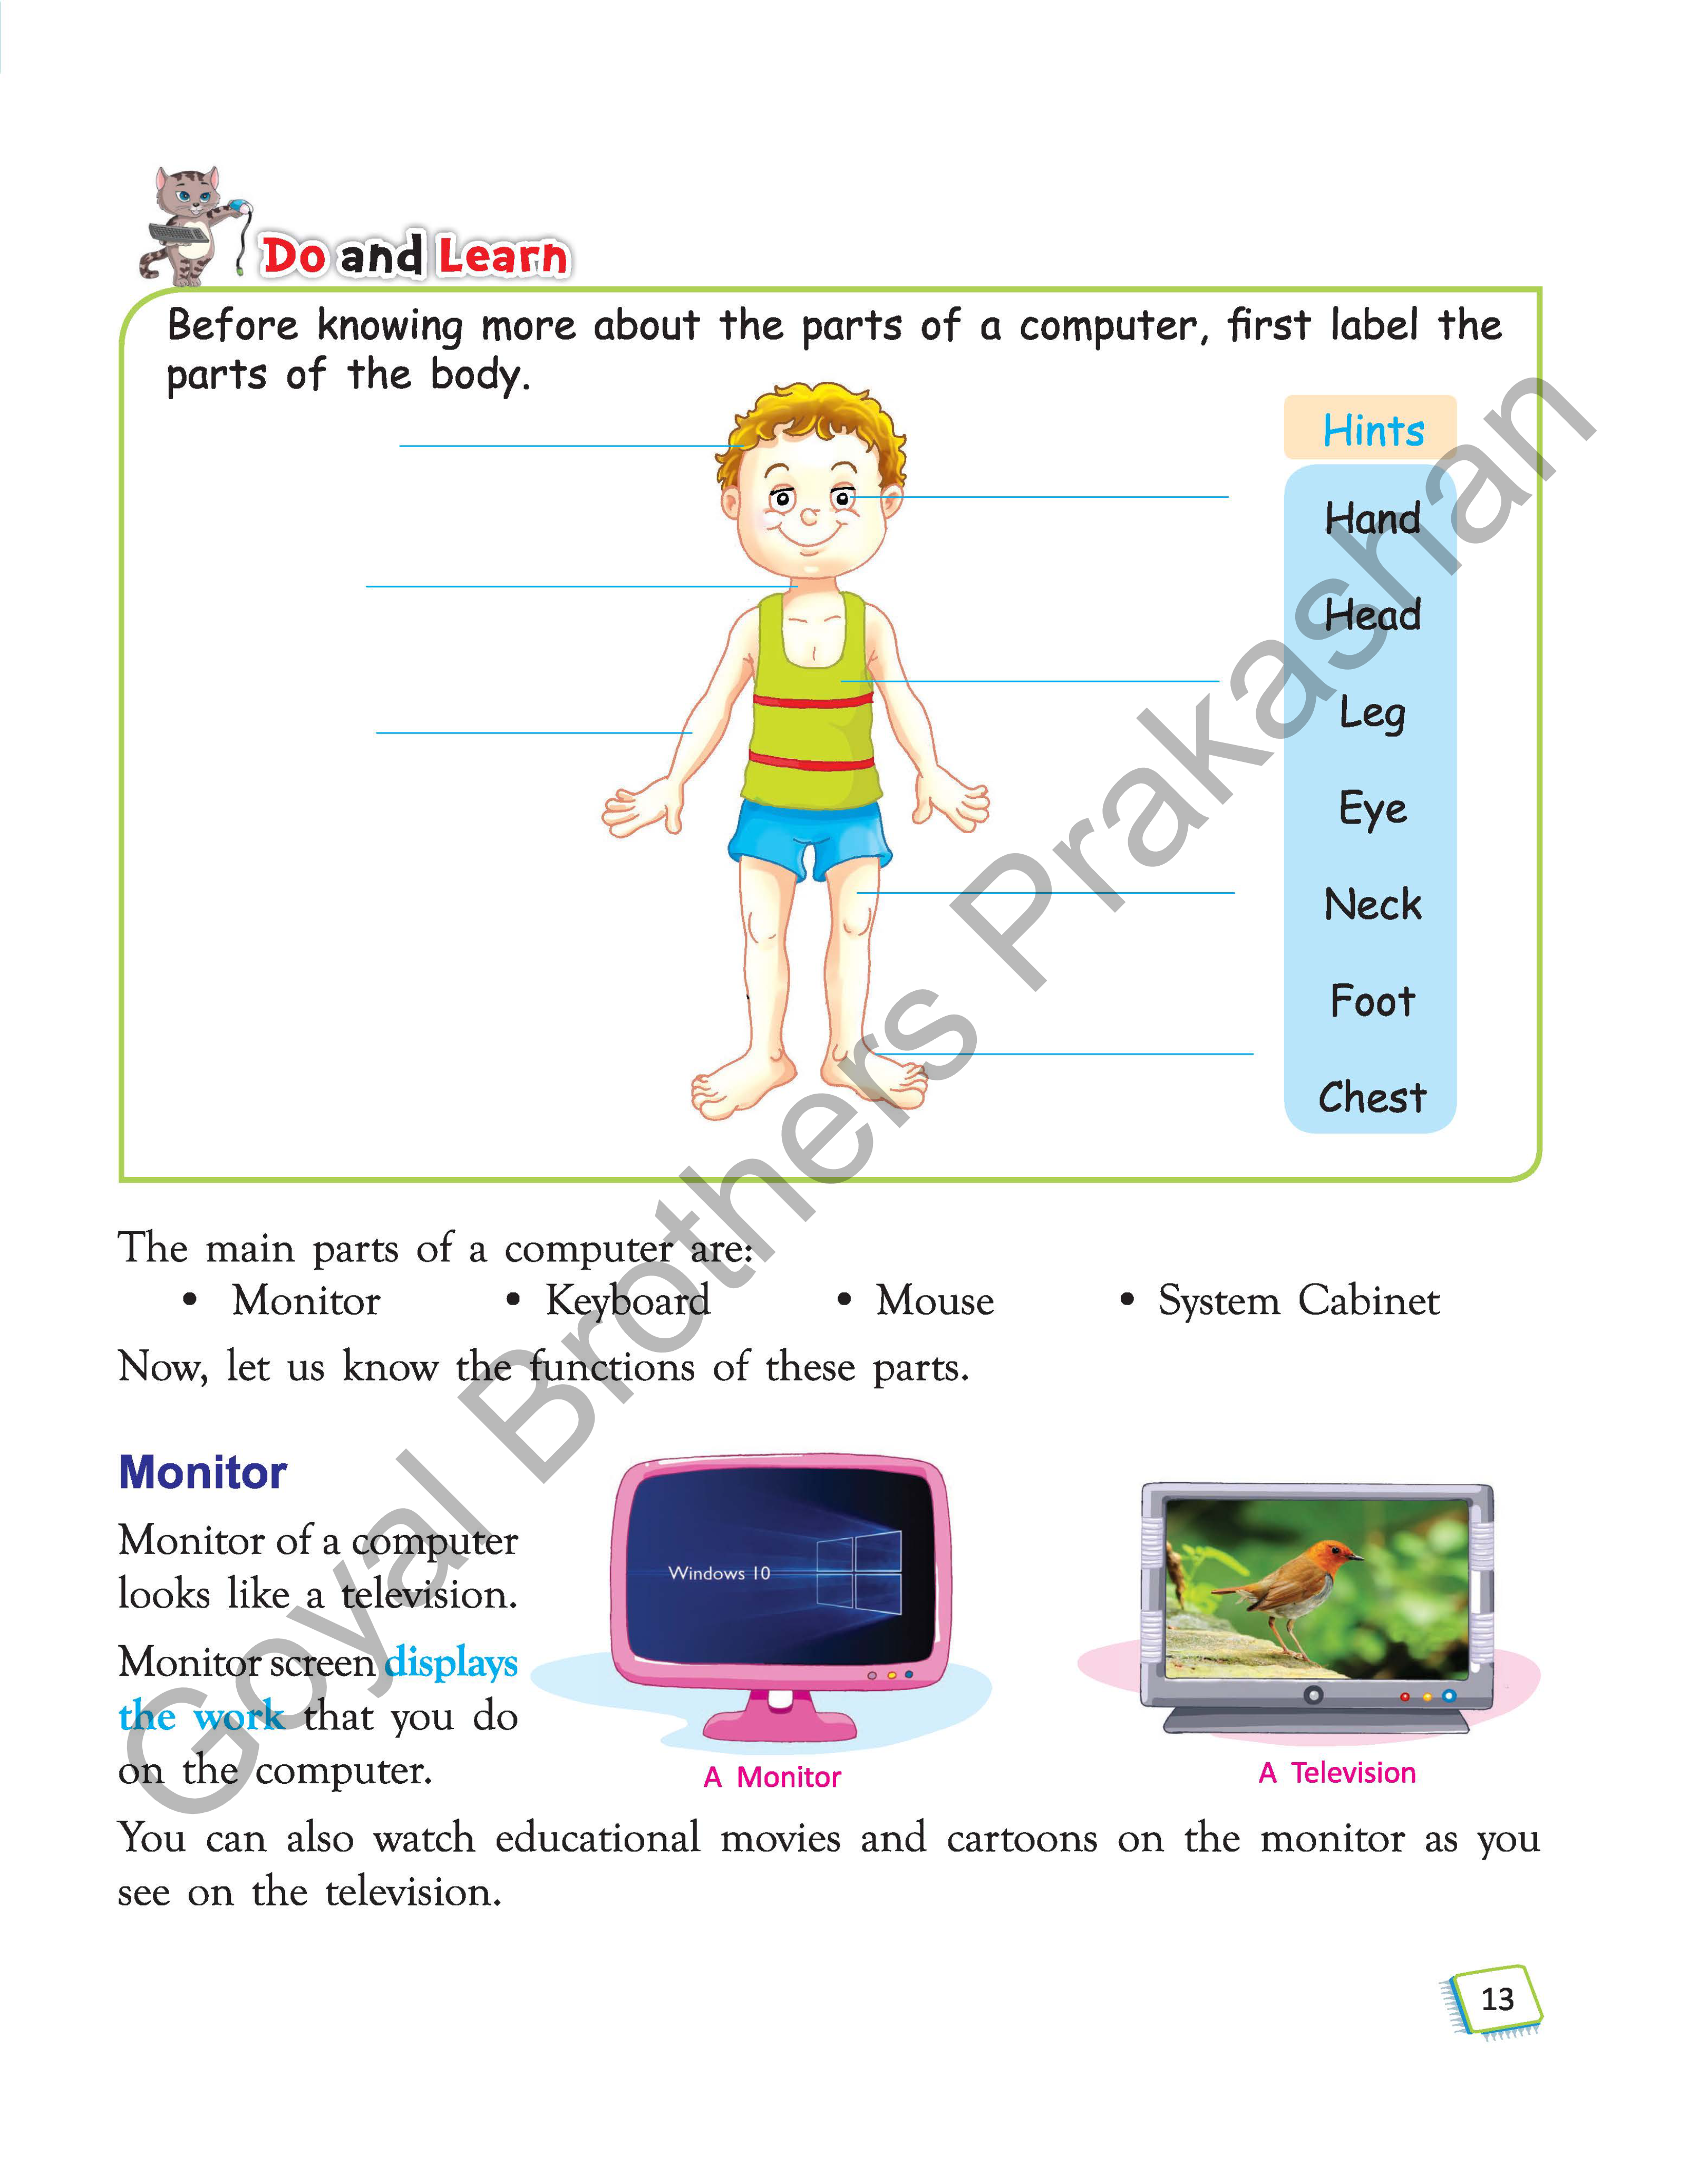 Do and Learn
Before knowing more about the parts of a computer, first label the
parts of the body.
Hints
Hand
Head
Leg
Eye
Neck
Foot
Chest
The main parts of a computer are:
• Monitor • Keyboard • Mouse • System Cabinet
Now, let us know the functions of these parts.
Monitor
Monitor of a computer
looks like a television.
Monitor screen displays
the work that you do
on the computer.
Windows 10
A Monitor
A Television
You can also watch educational movies and cartoons on the monitor as you
see on the television.
13
Goyal Brothers Prakashan